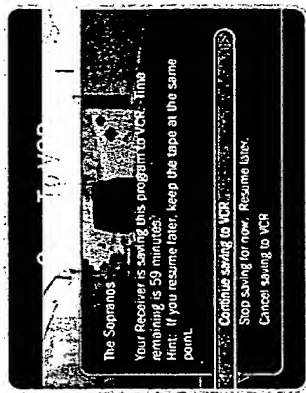 To VCR
The Sopranos
Your Receiver is saving this program to VCR. Time
remaining is 59 minutes.
Hint: If you resume later, keep the tape at the same
point.
Continue saving to VCR
Stop saving for now. Resume later.
Cancel saving to VCR